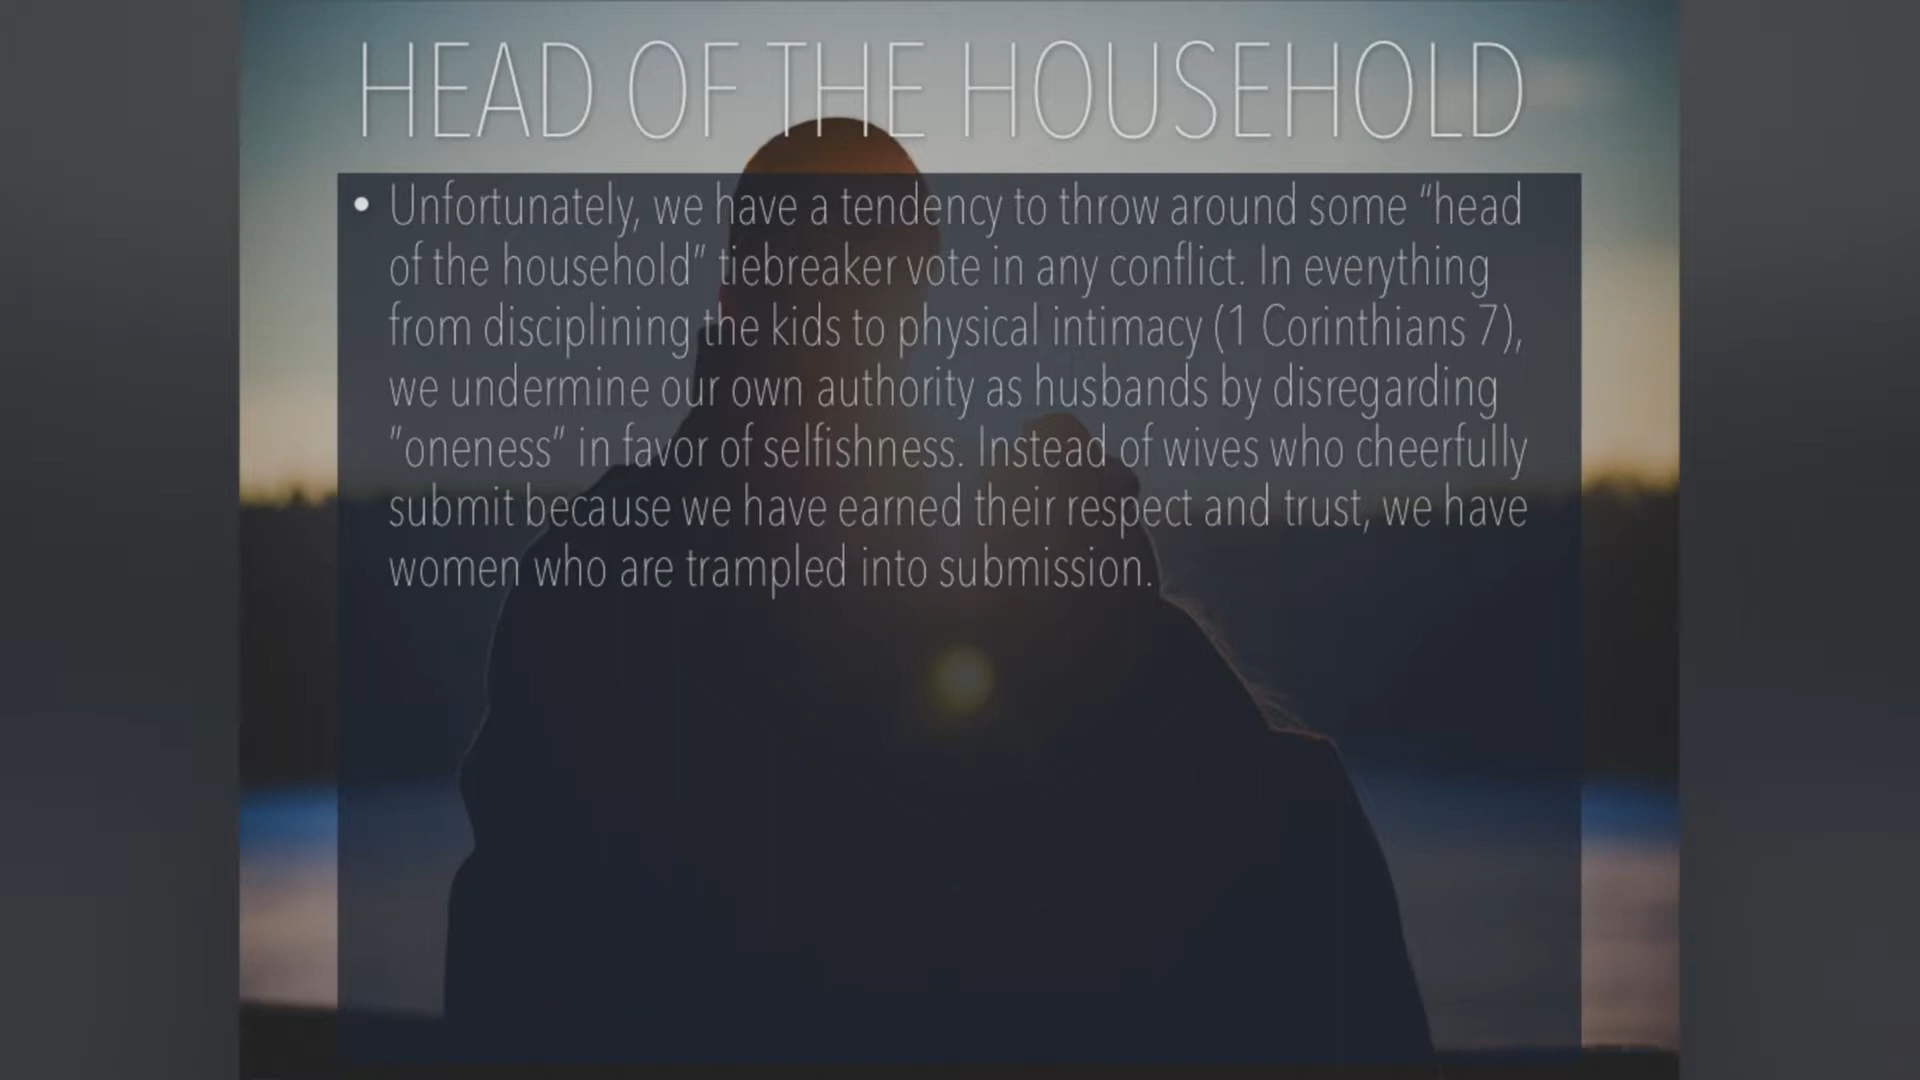 HEAD OF THE HOUSEHOLD
• Unfortunately, we have a tendency to throw around some “head
of the household” tiebreaker vote in any conflict. In everything
from disciplining the kids to physical intimacy (1 Corinthians 7),
we undermine our own authority as husbands by disregarding
”oneness” in favor of selfishness. Instead of wives who cheerfully
submit because we have earned their respect and trust, we have
women who are trampled into submission.